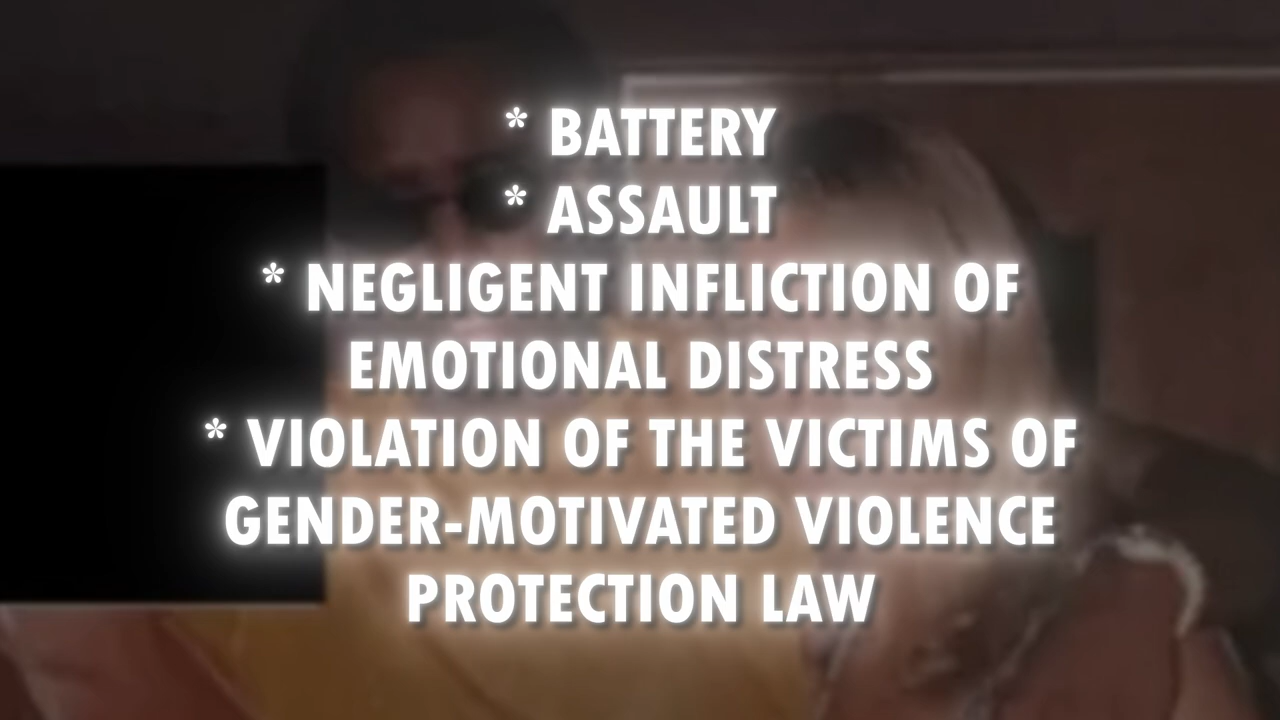 * BATTERY
* ASSAULT
* NEGLIGENT INFLICTION OF
EMOTIONAL DISTRESS
* VIOLATION OF THE VICTIMS OF
GENDER-MOTIVATED VIOLENCE
PROTECTION LAW